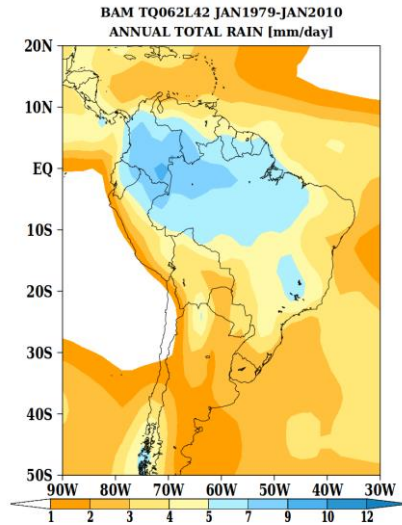 BAM TQ062L42 JAN1979-JAN2010
ANNUAL TOTAL RAIN [mm/day]
20N
10N
EQ
10S
20S
30S
40S
50S
90W 80W 70W 60W 50W 40W 30W
1 2 3 4 5 7 9 10 12